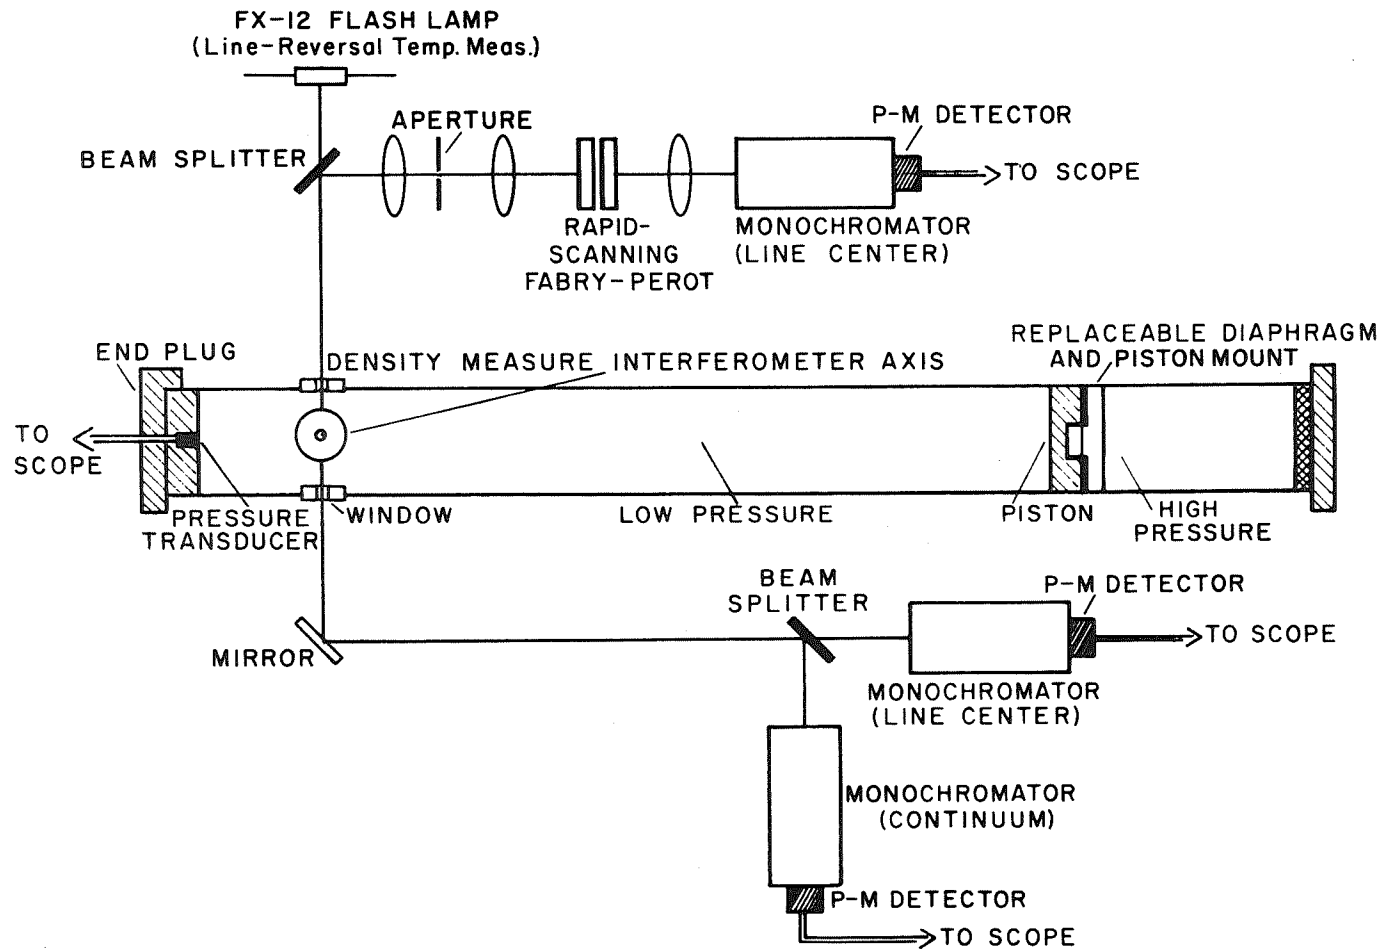 FX-12 FLASH LAMP
(Line-Reversal Temp. Meas.)
APERTURE
P-M DETECTOR
BEAM SPLITTER
TO SCOPE
RAPID-
SCANNING
FABRY-PEROT
MONOCHROMATOR
(LINE CENTER)
END PLUG
DENSITY MEASURE INTERFEROMETER AXIS
REPLACEABLE DIAPHRAGM
AND PISTON MOUNT
TO
SCOPE
PRESSURE
TRANSDUCER
WINDOW
LOW PRESSURE
PISTON
HIGH
PRESSURE
BEAM
SPLITTER
P-M DETECTOR
TO SCOPE
MIRROR
MONOCHROMATOR
(LINE CENTER)
MONOCHROMATOR
(CONTINUUM)
P-M DETECTOR
TO SCOPE